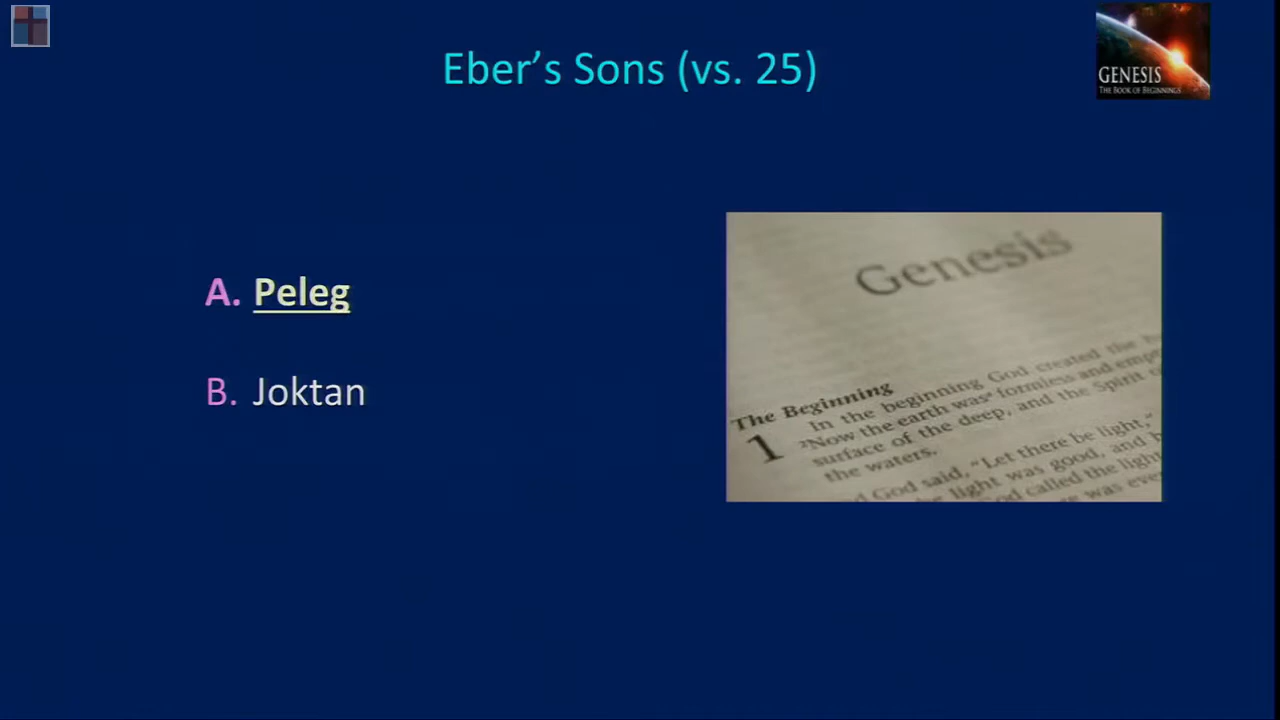 Eber’s Sons (vs. 25)
GENESIS
THE BOOK OF BEGINNINGS
A. Peleg
B. Joktan
Genesis
The Beginning
1 In the beginning God created the
²Now the earth was formless and
surface of the deep, and the Spirit
the waters.
God said, “Let there be light,”
light was good, and
called the light
was